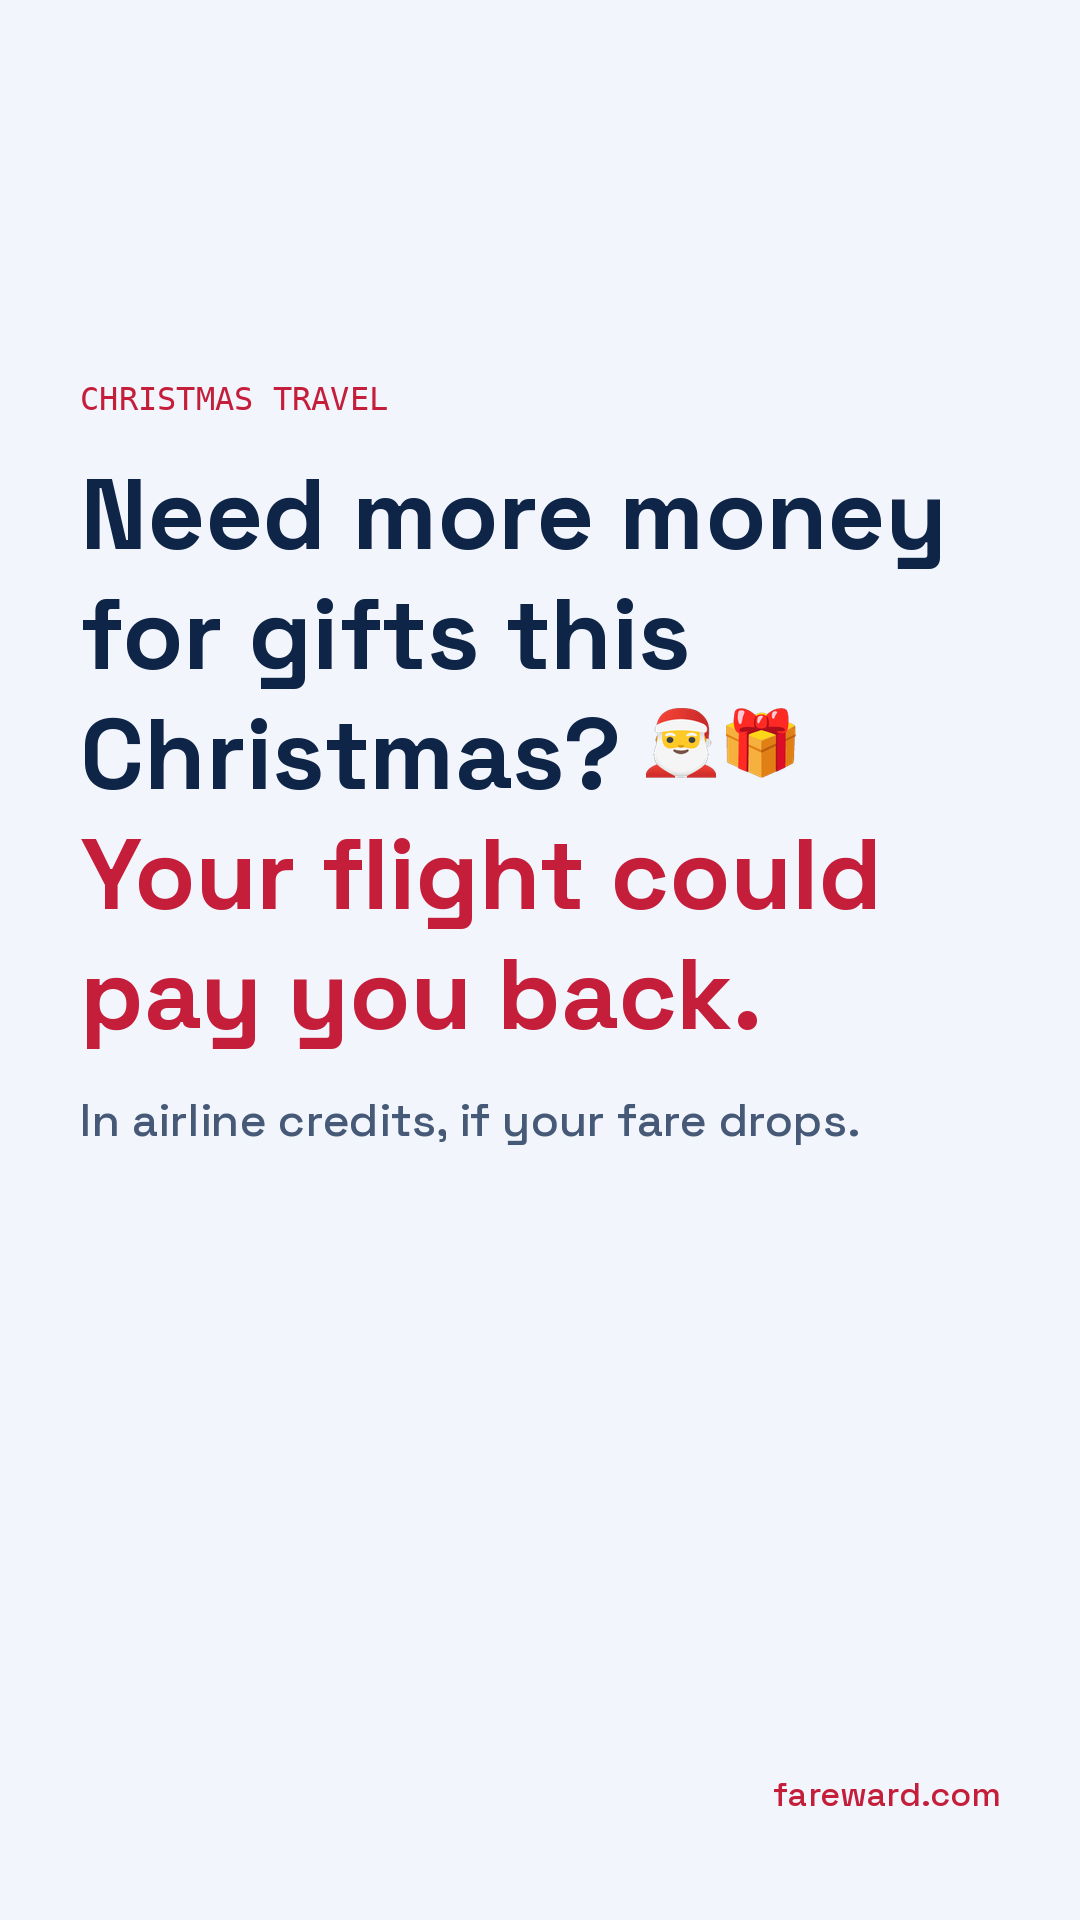 CHRISTMAS TRAVEL
Need more money
for gifts this
Christmas? 🎅🎁
Your flight could
pay you back.
In airline credits, if your fare drops.
fareward.com